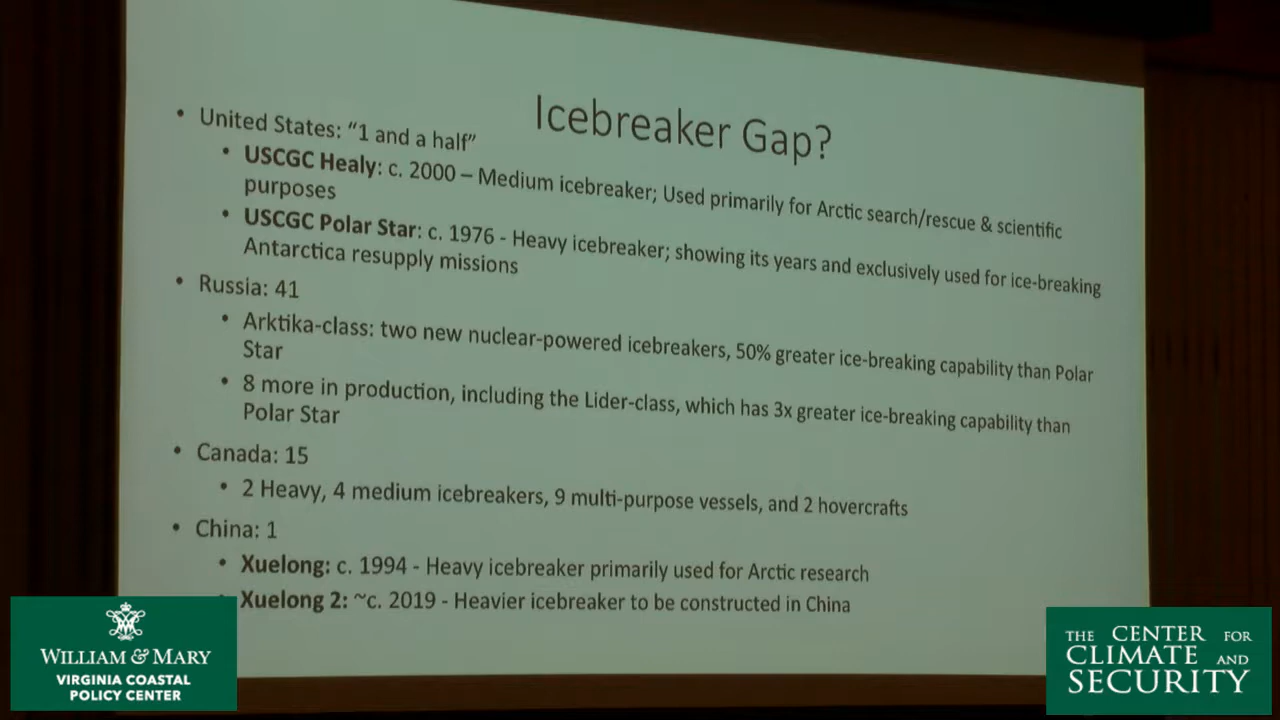 Icebreaker Gap?
• United States: “1 and a half”
• USCGC Healy: c. 2000 – Medium icebreaker; Used primarily for Arctic search/rescue & scientific
purposes
• USCGC Polar Star: c. 1976 - Heavy icebreaker; showing its years and exclusively used for ice-breaking
Antarctica resupply missions
• Russia: 41
• Arktika-class: two new nuclear-powered icebreakers, 50% greater ice-breaking capability than Polar
Star
• 8 more in production, including the Lider-class, which has 3x greater ice-breaking capability than
Polar Star
• Canada: 15
• 2 Heavy, 4 medium icebreakers, 9 multi-purpose vessels, and 2 hovercrafts
• China: 1
• Xuelong: c. 1994 - Heavy icebreaker primarily used for Arctic research
• Xuelong 2: ~c. 2019 - Heavier icebreaker to be constructed in China
WILLIAM & MARY
VIRGINIA COASTAL
POLICY CENTER
THE CENTER FOR
CLIMATE AND
SECURITY